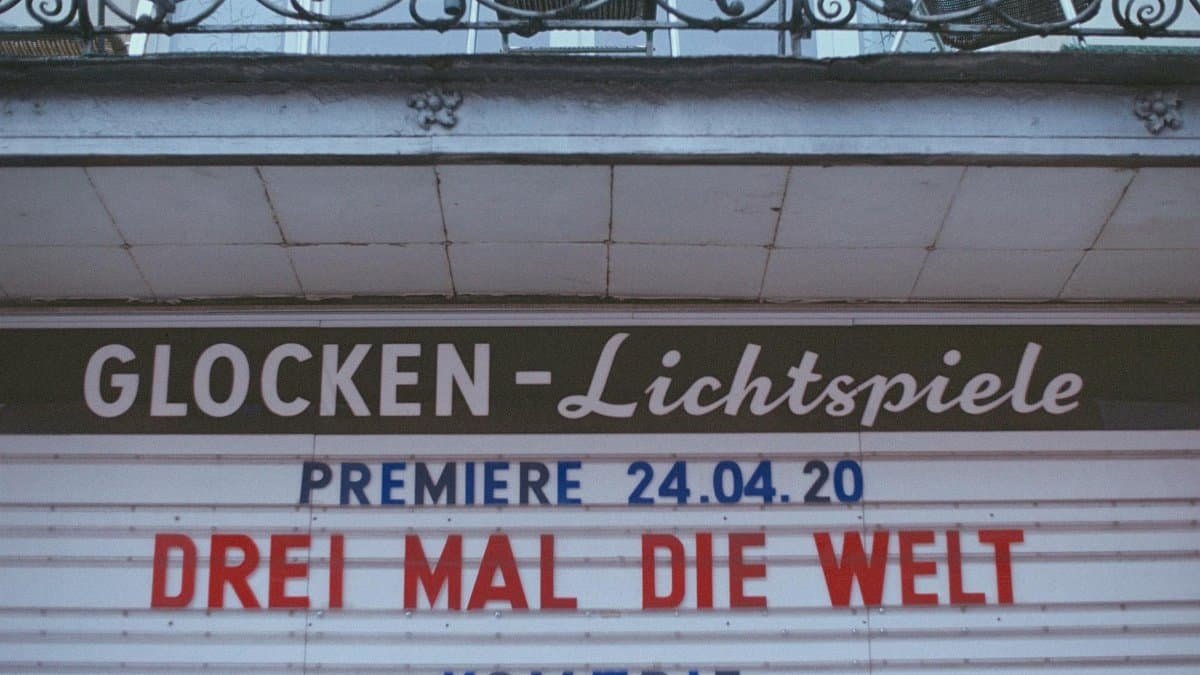 GLOCKEN-Lichtspiele
PREMIERE 24.04.20
DREI MAL DIE WELT